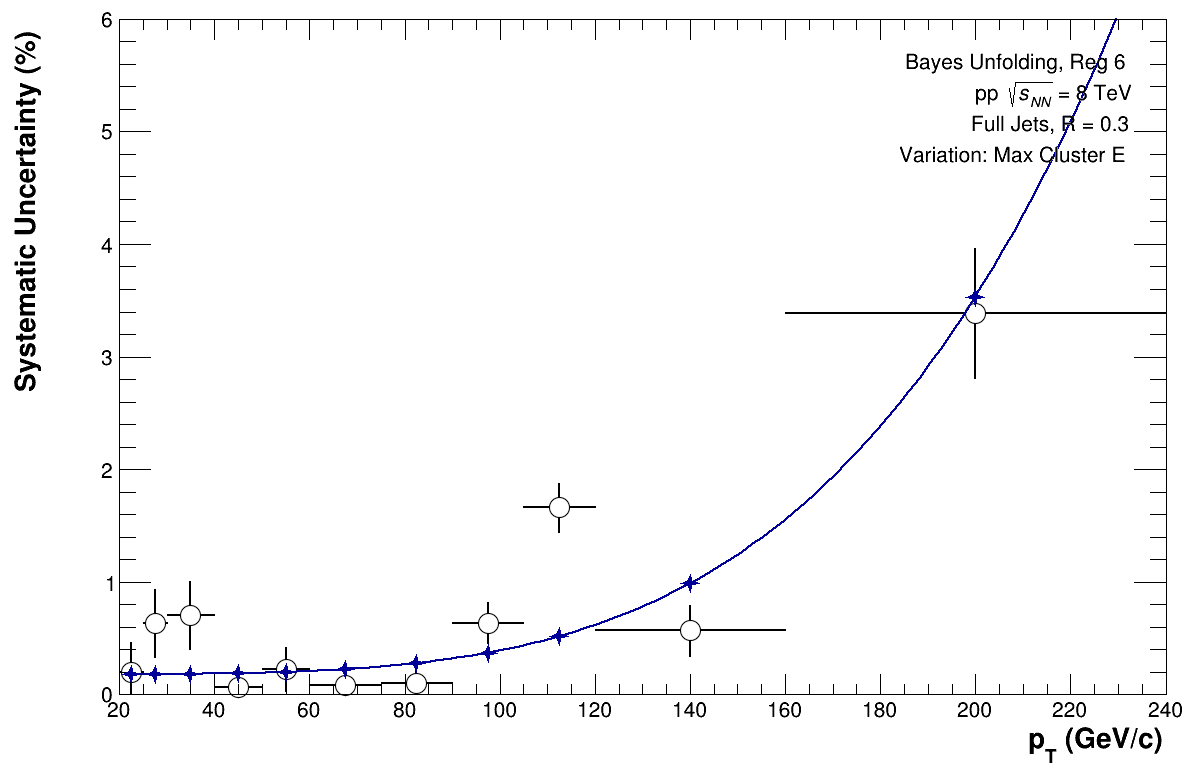 Systematic Uncertainty (%)
6
5
4
3
2
1
0
Bayes Unfolding, Reg 6
pp √s_NN = 8 TeV
Full Jets, R = 0.3
Variation: Max Cluster E
20 40 60 80 100 120 140 160 180 200 220 240
p_T (GeV/c)